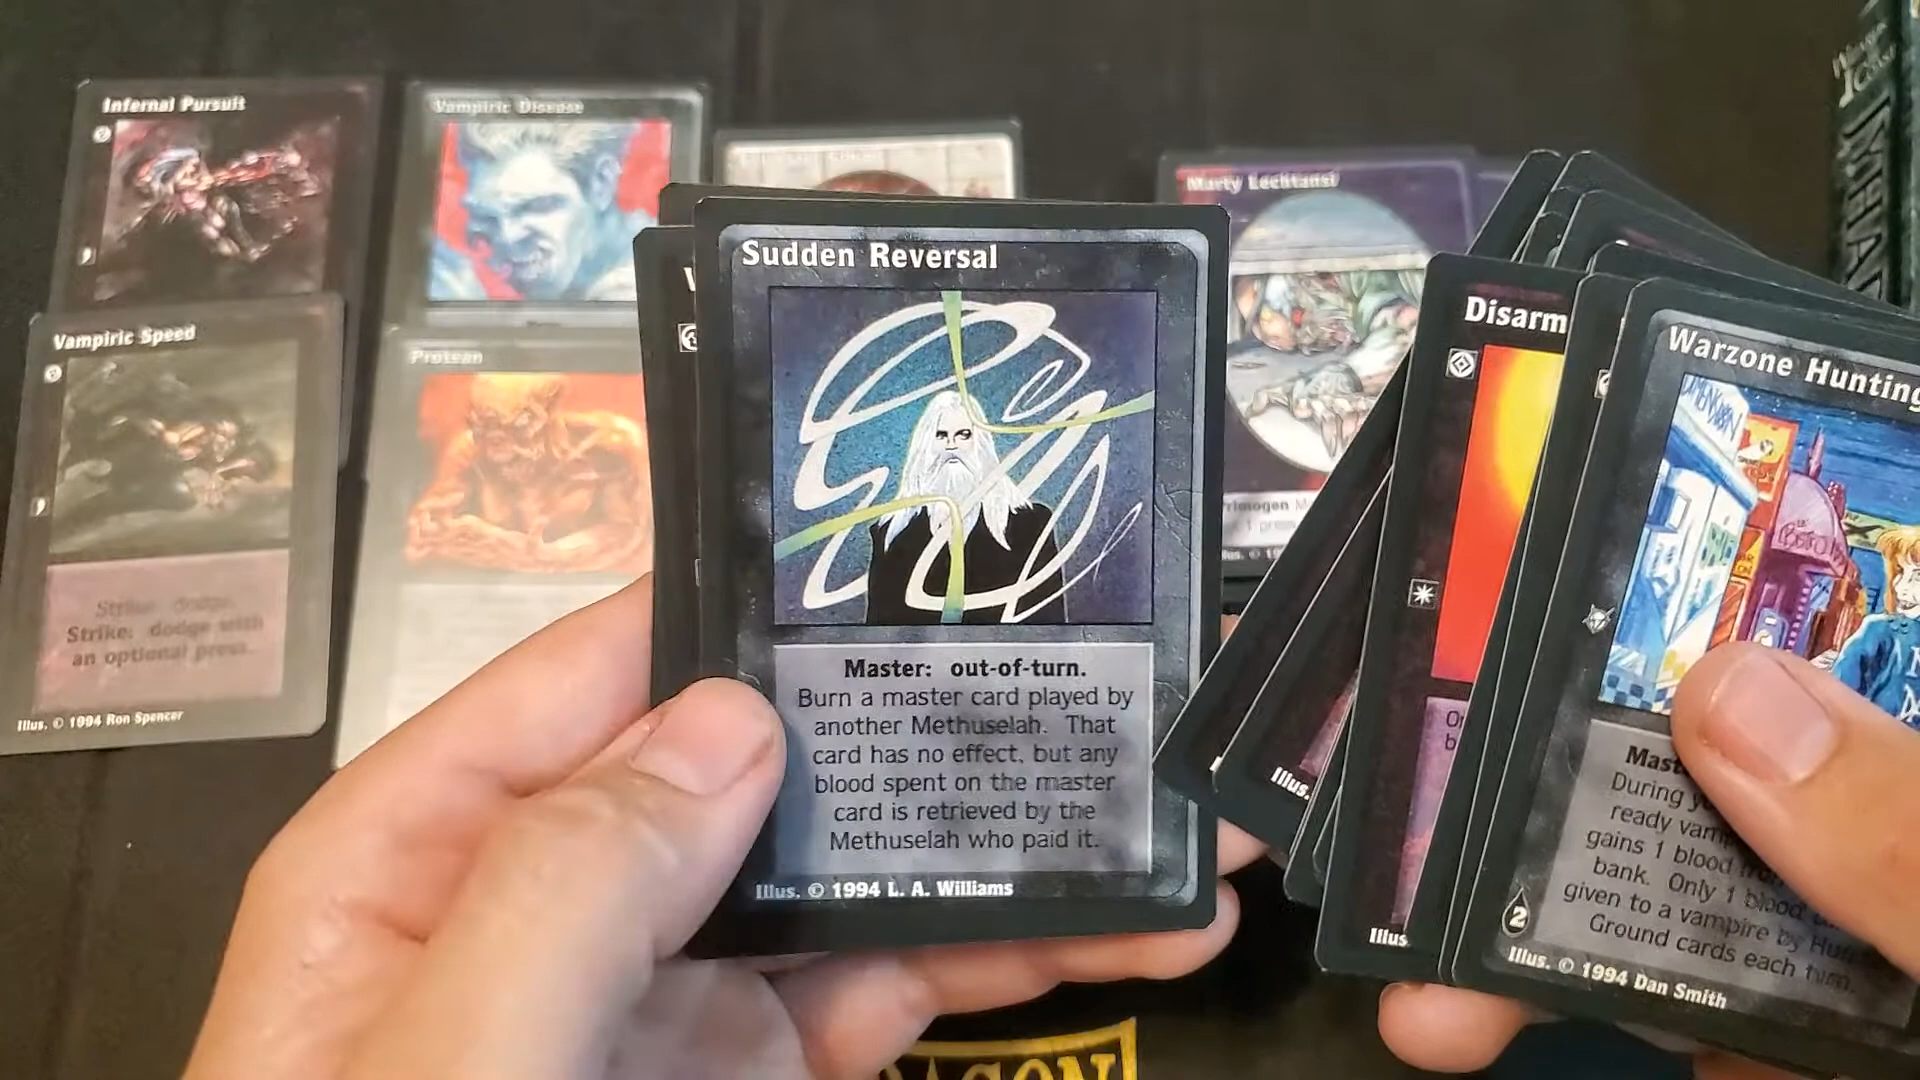 Infernal Pursuit
Vampiric Disease
Marty Lechtansi
Vampiric Speed
Protean
Strike: dodge.
Strike: dodge with
an optional press.
Illus. © 1994 Ron Spencer
Sudden Reversal
Master: out-of-turn.
Burn a master card played by
another Methuselah. That
card has no effect, but any
blood spent on the master
card is retrieved by the
Methuselah who paid it.
Illus. © 1994 L. A. Williams
Disarm
Illus
Illus.
Warzone Hunting
During
ready
gains 1 blood
bank. Only 1 blood
given to a vampire by
Ground cards each turn.
2
Illus. © 1994 Dan Smith